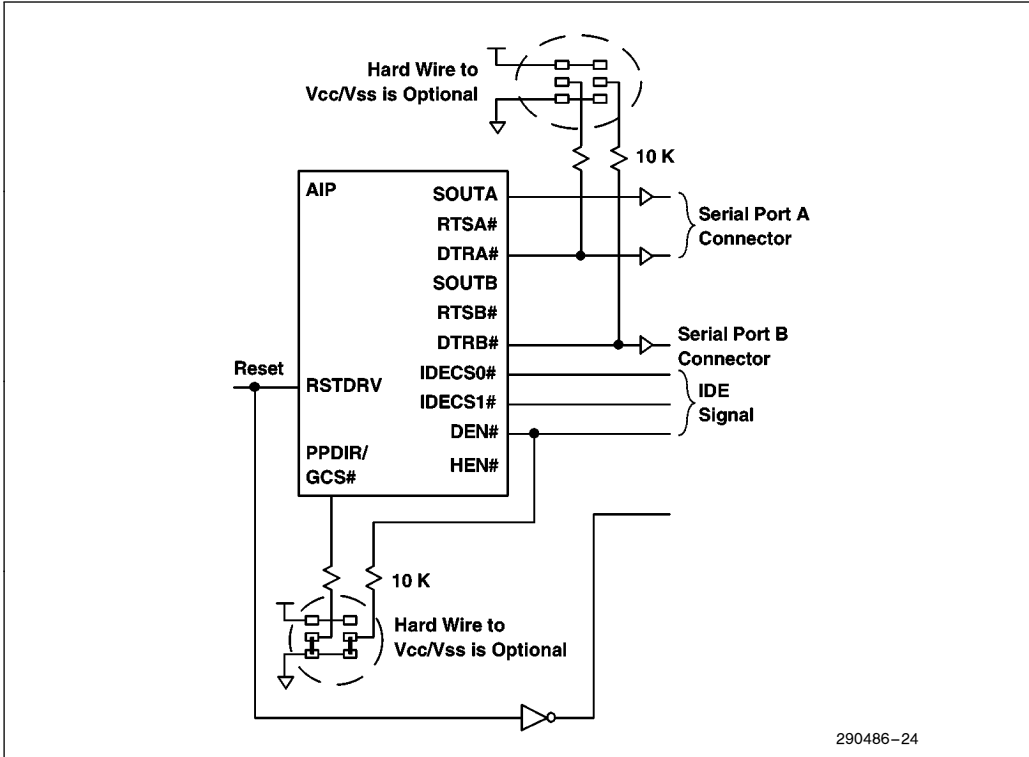 Hard Wire to
Vcc/Vss is Optional
10 K
AIP
SOUTA
RTSA#
DTRA#
SOUTB
RTSB#
DTRB#
IDECS0#
IDECS1#
DEN#
HEN#
Serial Port A
Connector
Serial Port B
Connector
IDE
Signal
Reset
RSTDRV
PPDIR/
GCS#
10 K
Hard Wire to
Vcc/Vss is Optional
290486–24